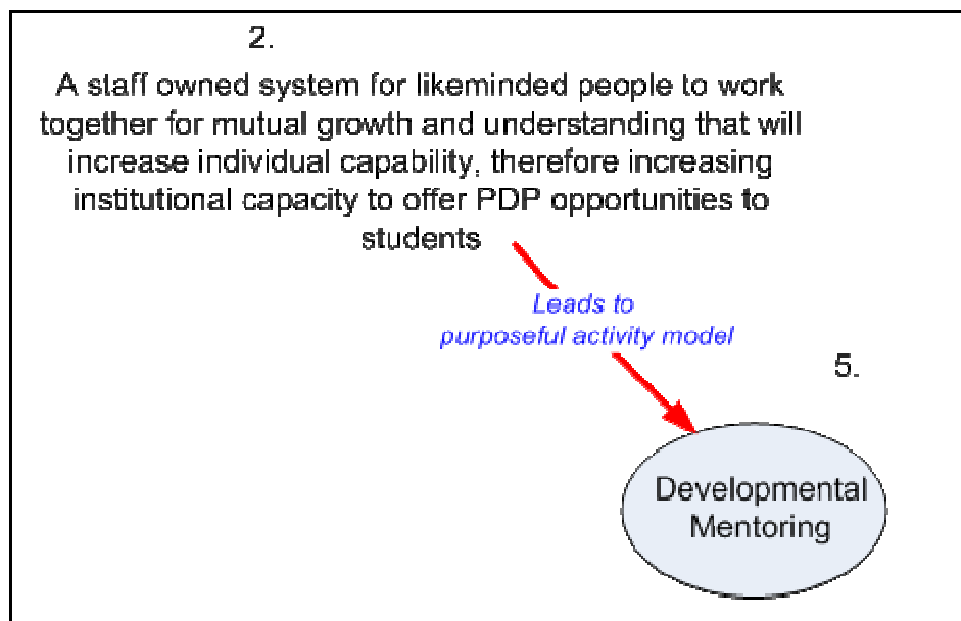 2.
A staff owned system for likeminded people to work
together for mutual growth and understanding that will
increase individual capability, therefore increasing
institutional capacity to offer PDP opportunities to
students
Leads to
purposeful activity model
5.
Developmental
Mentoring